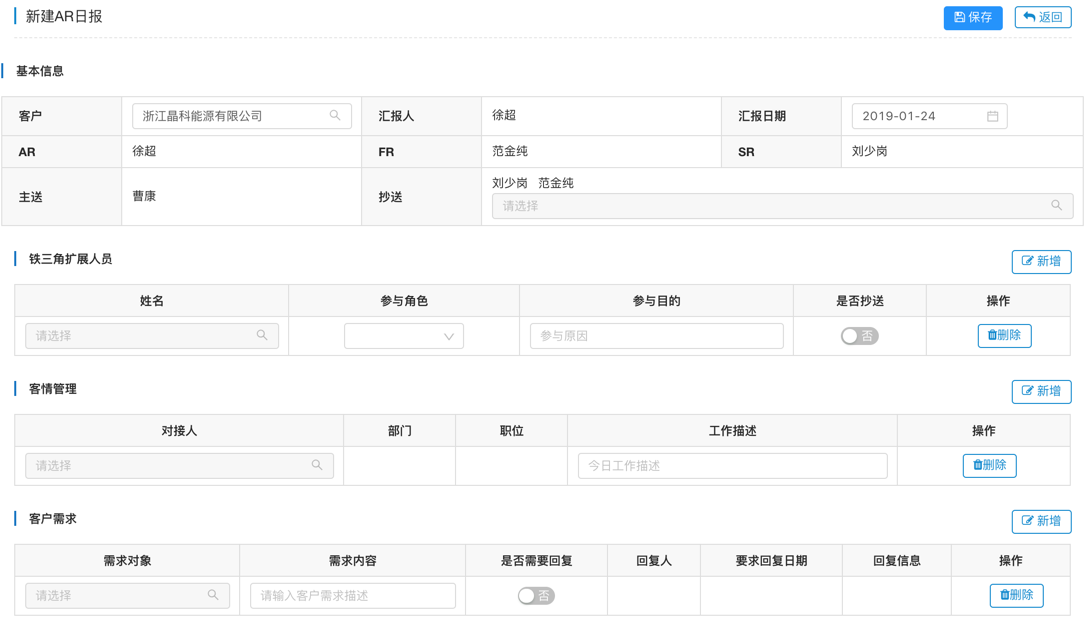 新建AR日报
保存 返回
基本信息
客户 浙江晶科能源有限公司 汇报人 徐超 汇报日期 2019-01-24
AR 徐超 FR 范金纯 SR 刘少岗
主送 曹康 抄送 刘少岗 范金纯
请选择
铁三角扩展人员 新增
姓名 参与角色 参与目的 是否抄送 操作
请选择 参与原因 否 删除
客情管理 新增
对接人 部门 职位 工作描述 操作
请选择 今日工作描述 删除
客户需求 新增
需求对象 需求内容 是否需要回复 回复人 要求回复日期 回复信息 操作
请选择 请输入客户需求描述 否 删除